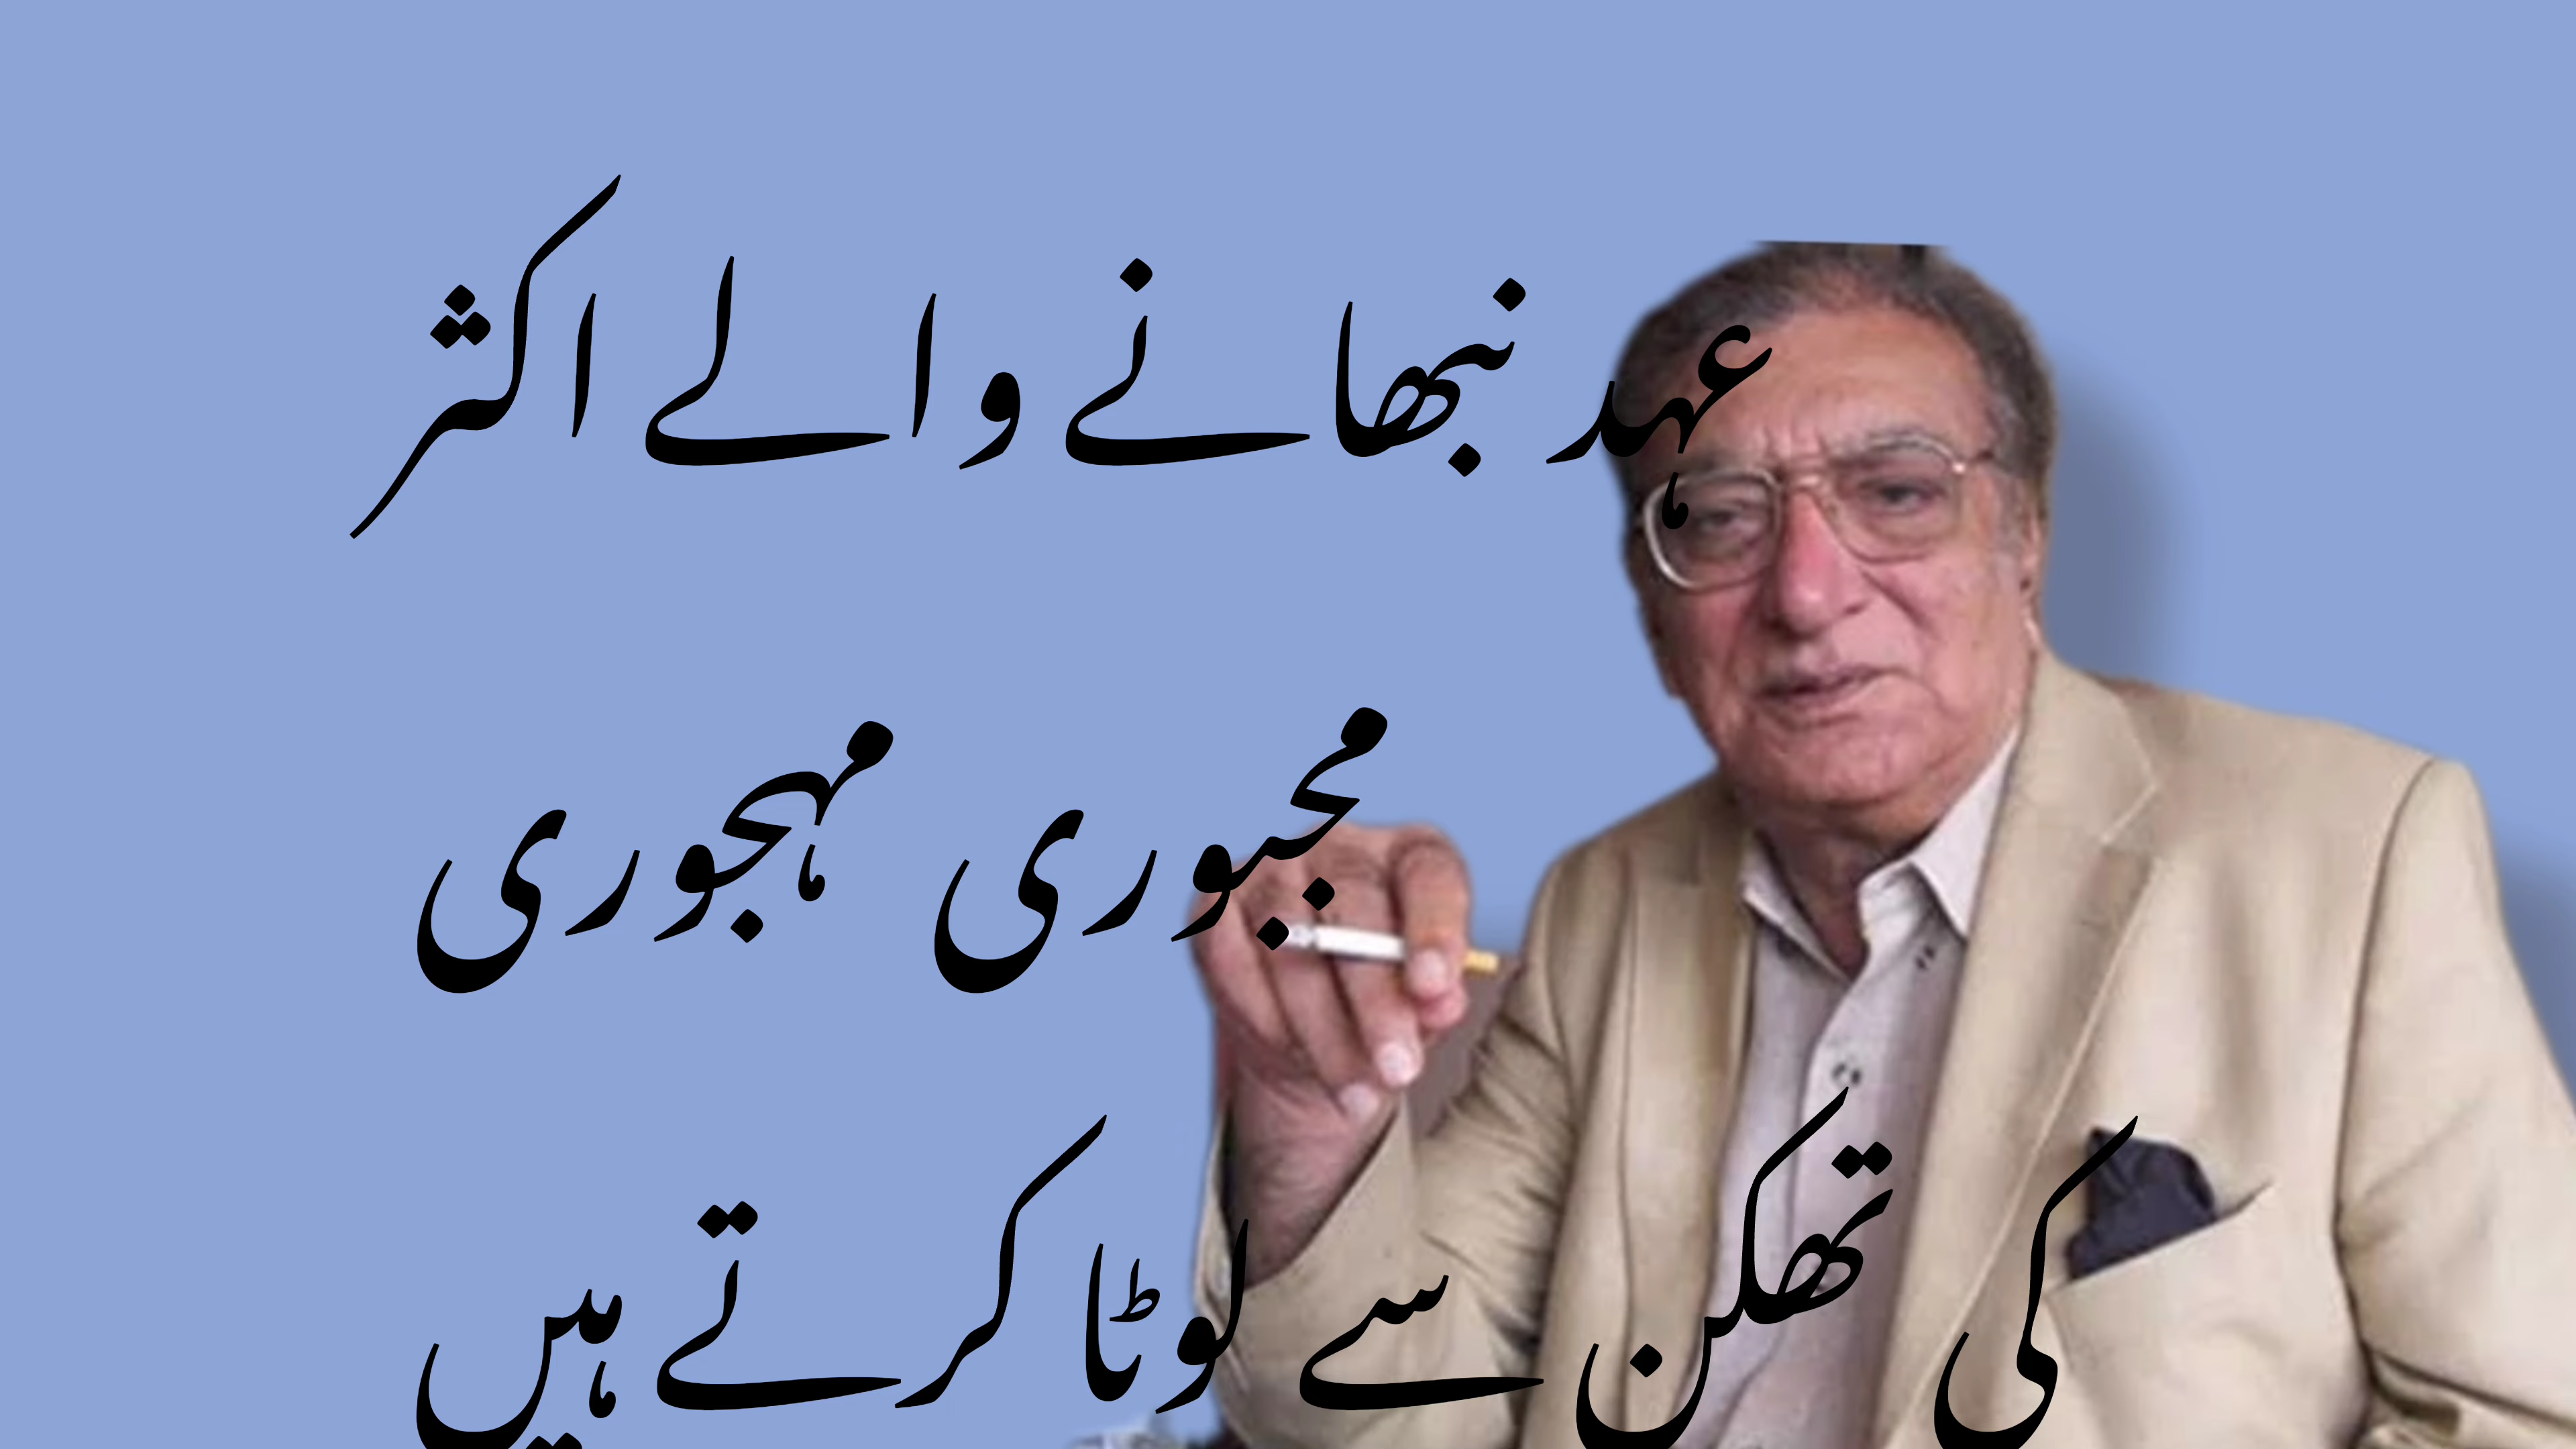 عہد نبھانے والے اکثر
مجبوری مہجوری
کی تھکن سے لوٹا کرتے ہیں